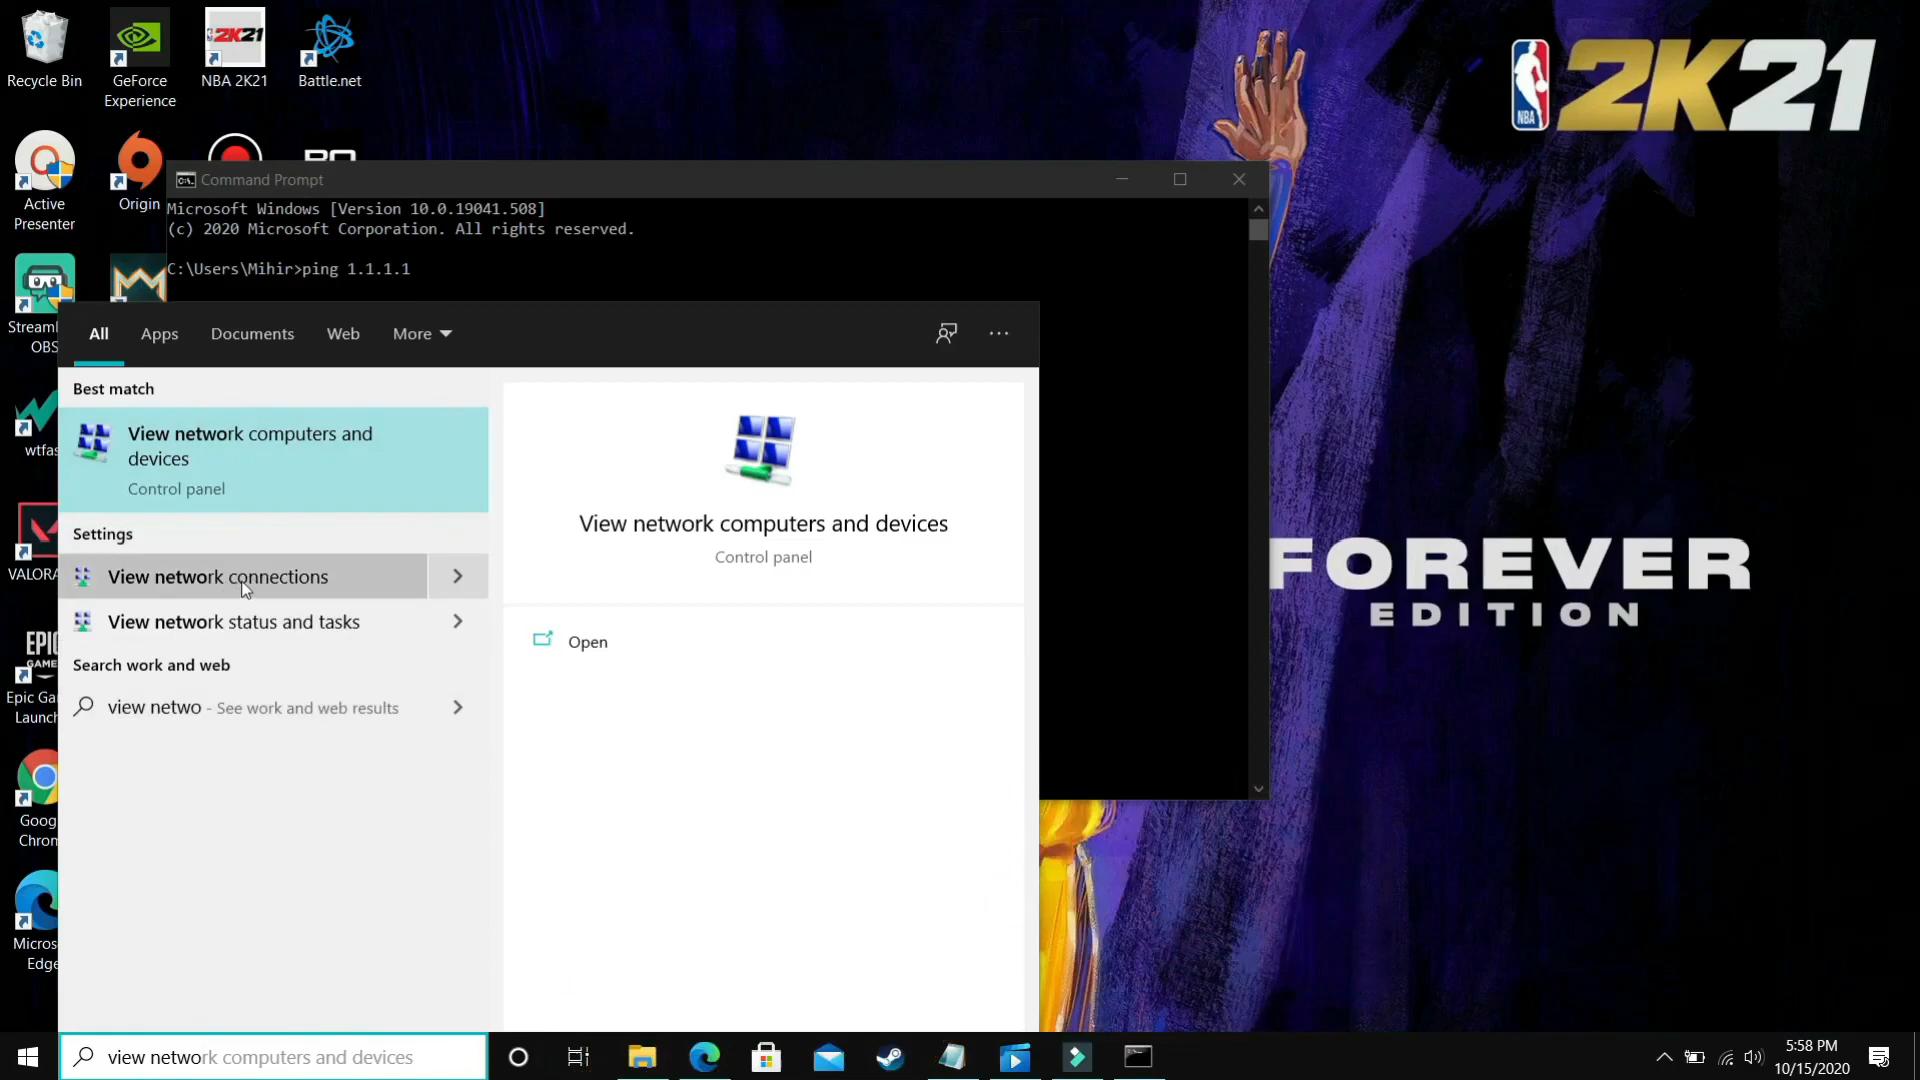 Recycle Bin
GeForce
Experience
NBA 2K21
Battle.net
2K21
NBA
2K21
Active
Presenter
Origin
Command Prompt
Microsoft Windows [Version 10.0.19041.508]
(c) 2020 Microsoft Corporation. All rights reserved.
C:\Users\Mihir>ping 1.1.1.1
Streaml
OBS
wtfas
VALORA
EPIC
GAME
Epic Ga
Launch
Goog
Chrom
Micros
Edge
All
Apps
Documents
Web
More
Best match
View network computers and
devices
Control panel
Settings
View network connections
View network status and tasks
Search work and web
view netwo - See work and web results
View network computers and devices
Control panel
Open
FOREVER
EDITION
view network computers and devices
5:58 PM
10/15/2020